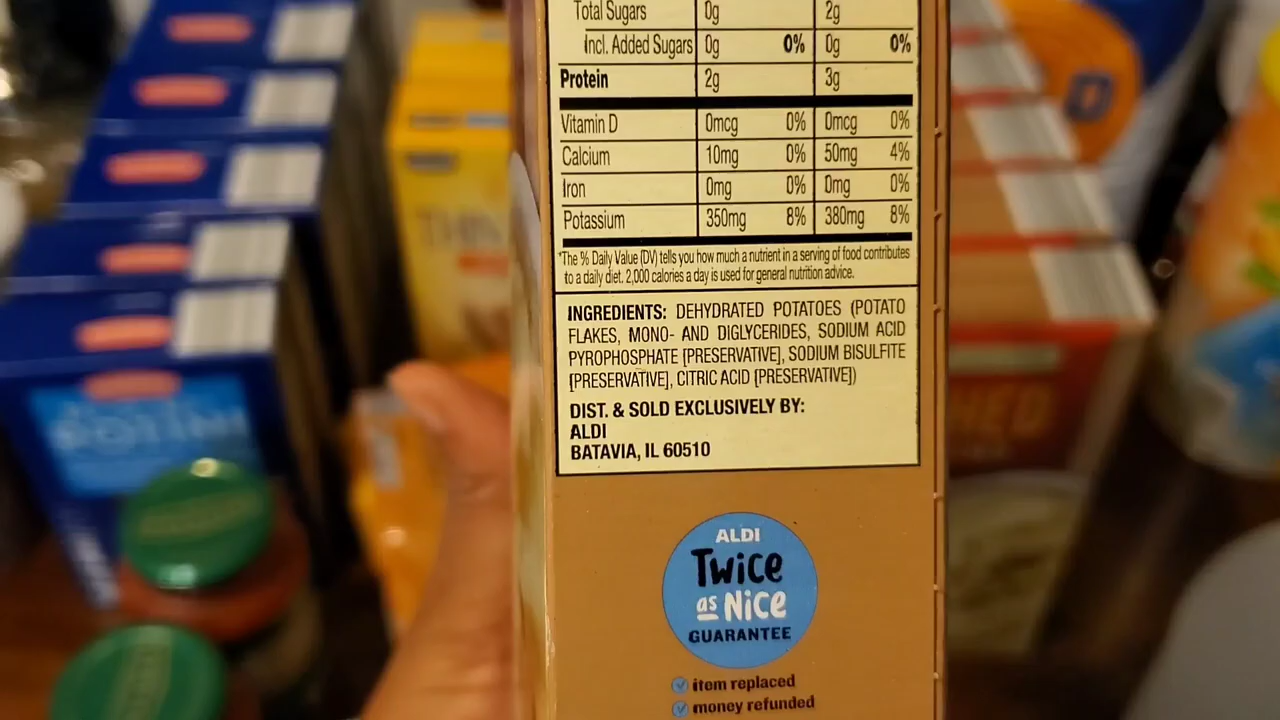 Total Sugars 0g 2g
Incl. Added Sugars 0g 0% 0g 0%
Protein 2g 3g
Vitamin D 0mcg 0% 0mcg 0%
Calcium 10mg 0% 50mg 4%
Iron 0mg 0% 0mg 0%
Potassium 350mg 8% 380mg 8%
*The % Daily Value (DV) tells you how much a nutrient in a serving of food contributes
to a daily diet. 2,000 calories a day is used for general nutrition advice.
INGREDIENTS: DEHYDRATED POTATOES (POTATO
FLAKES, MONO- AND DIGLYCERIDES, SODIUM ACID
PYROPHOSPHATE [PRESERVATIVE], SODIUM BISULFITE
[PRESERVATIVE], CITRIC ACID [PRESERVATIVE])
DIST. & SOLD EXCLUSIVELY BY:
ALDI
BATAVIA, IL 60510
ALDI
Twice
as Nice
GUARANTEE
item replaced
money refunded